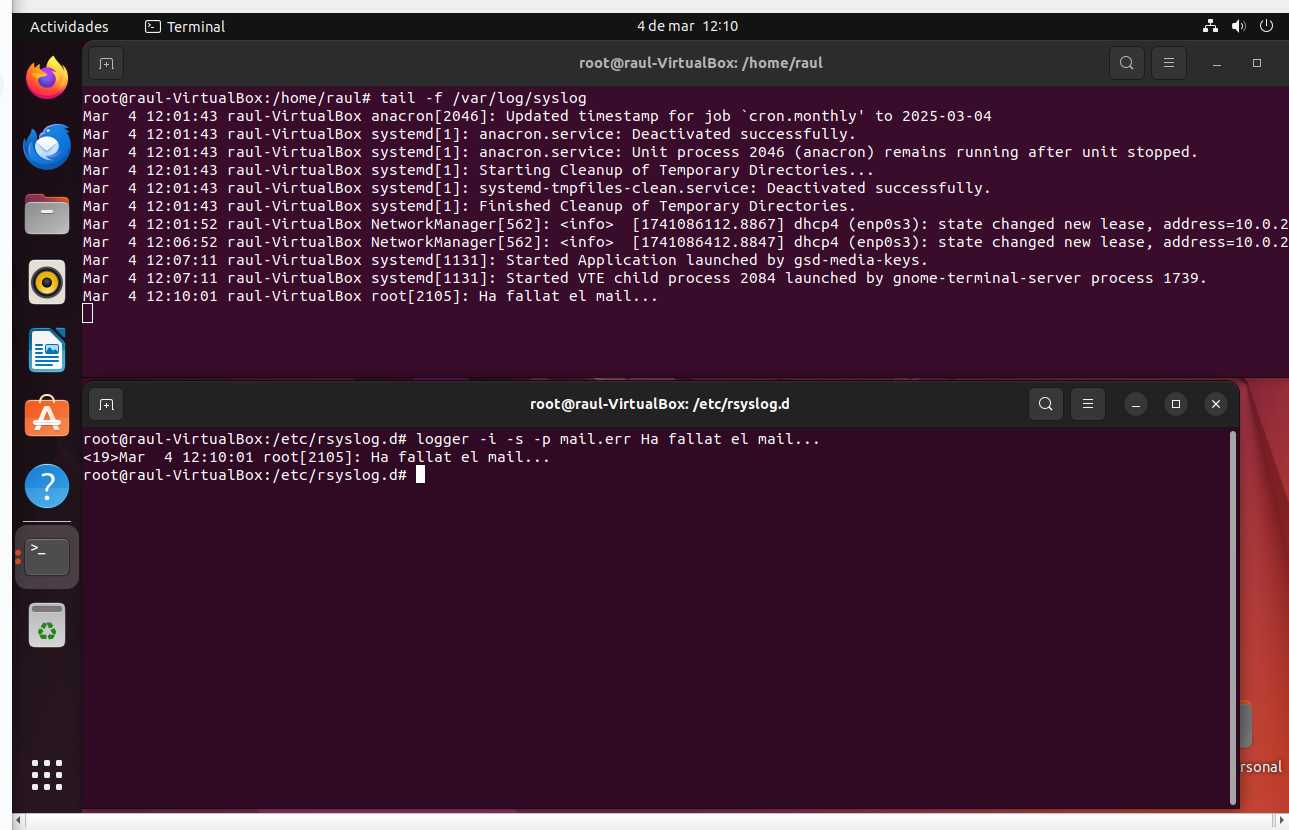 Actividades Terminal 4 de mar 12:10
root@raul-VirtualBox: /home/raul
root@raul-VirtualBox:/home/raul# tail -f /var/log/syslog
Mar  4 12:01:43 raul-VirtualBox anacron[2046]: Updated timestamp for job `cron.monthly' to 2025-03-04
Mar  4 12:01:43 raul-VirtualBox systemd[1]: anacron.service: Deactivated successfully.
Mar  4 12:01:43 raul-VirtualBox systemd[1]: anacron.service: Unit process 2046 (anacron) remains running after unit stopped.
Mar  4 12:01:43 raul-VirtualBox systemd[1]: Starting Cleanup of Temporary Directories...
Mar  4 12:01:43 raul-VirtualBox systemd[1]: systemd-tmpfiles-clean.service: Deactivated successfully.
Mar  4 12:01:43 raul-VirtualBox systemd[1]: Finished Cleanup of Temporary Directories.
Mar  4 12:01:52 raul-VirtualBox NetworkManager[562]: <info>  [1741086112.8867] dhcp4 (enp0s3): state changed new lease, address=10.0.2
Mar  4 12:06:52 raul-VirtualBox NetworkManager[562]: <info>  [1741086412.8847] dhcp4 (enp0s3): state changed new lease, address=10.0.2
Mar  4 12:07:11 raul-VirtualBox systemd[1131]: Started Application launched by gsd-media-keys.
Mar  4 12:07:11 raul-VirtualBox systemd[1131]: Started VTE child process 2084 launched by gnome-terminal-server process 1739.
Mar  4 12:10:01 raul-VirtualBox root[2105]: Ha fallat el mail...
root@raul-VirtualBox: /etc/rsyslog.d
root@raul-VirtualBox:/etc/rsyslog.d# logger -i -s -p mail.err Ha fallat el mail...
<19>Mar  4 12:10:01 root[2105]: Ha fallat el mail...
root@raul-VirtualBox:/etc/rsyslog.d#
rsonal